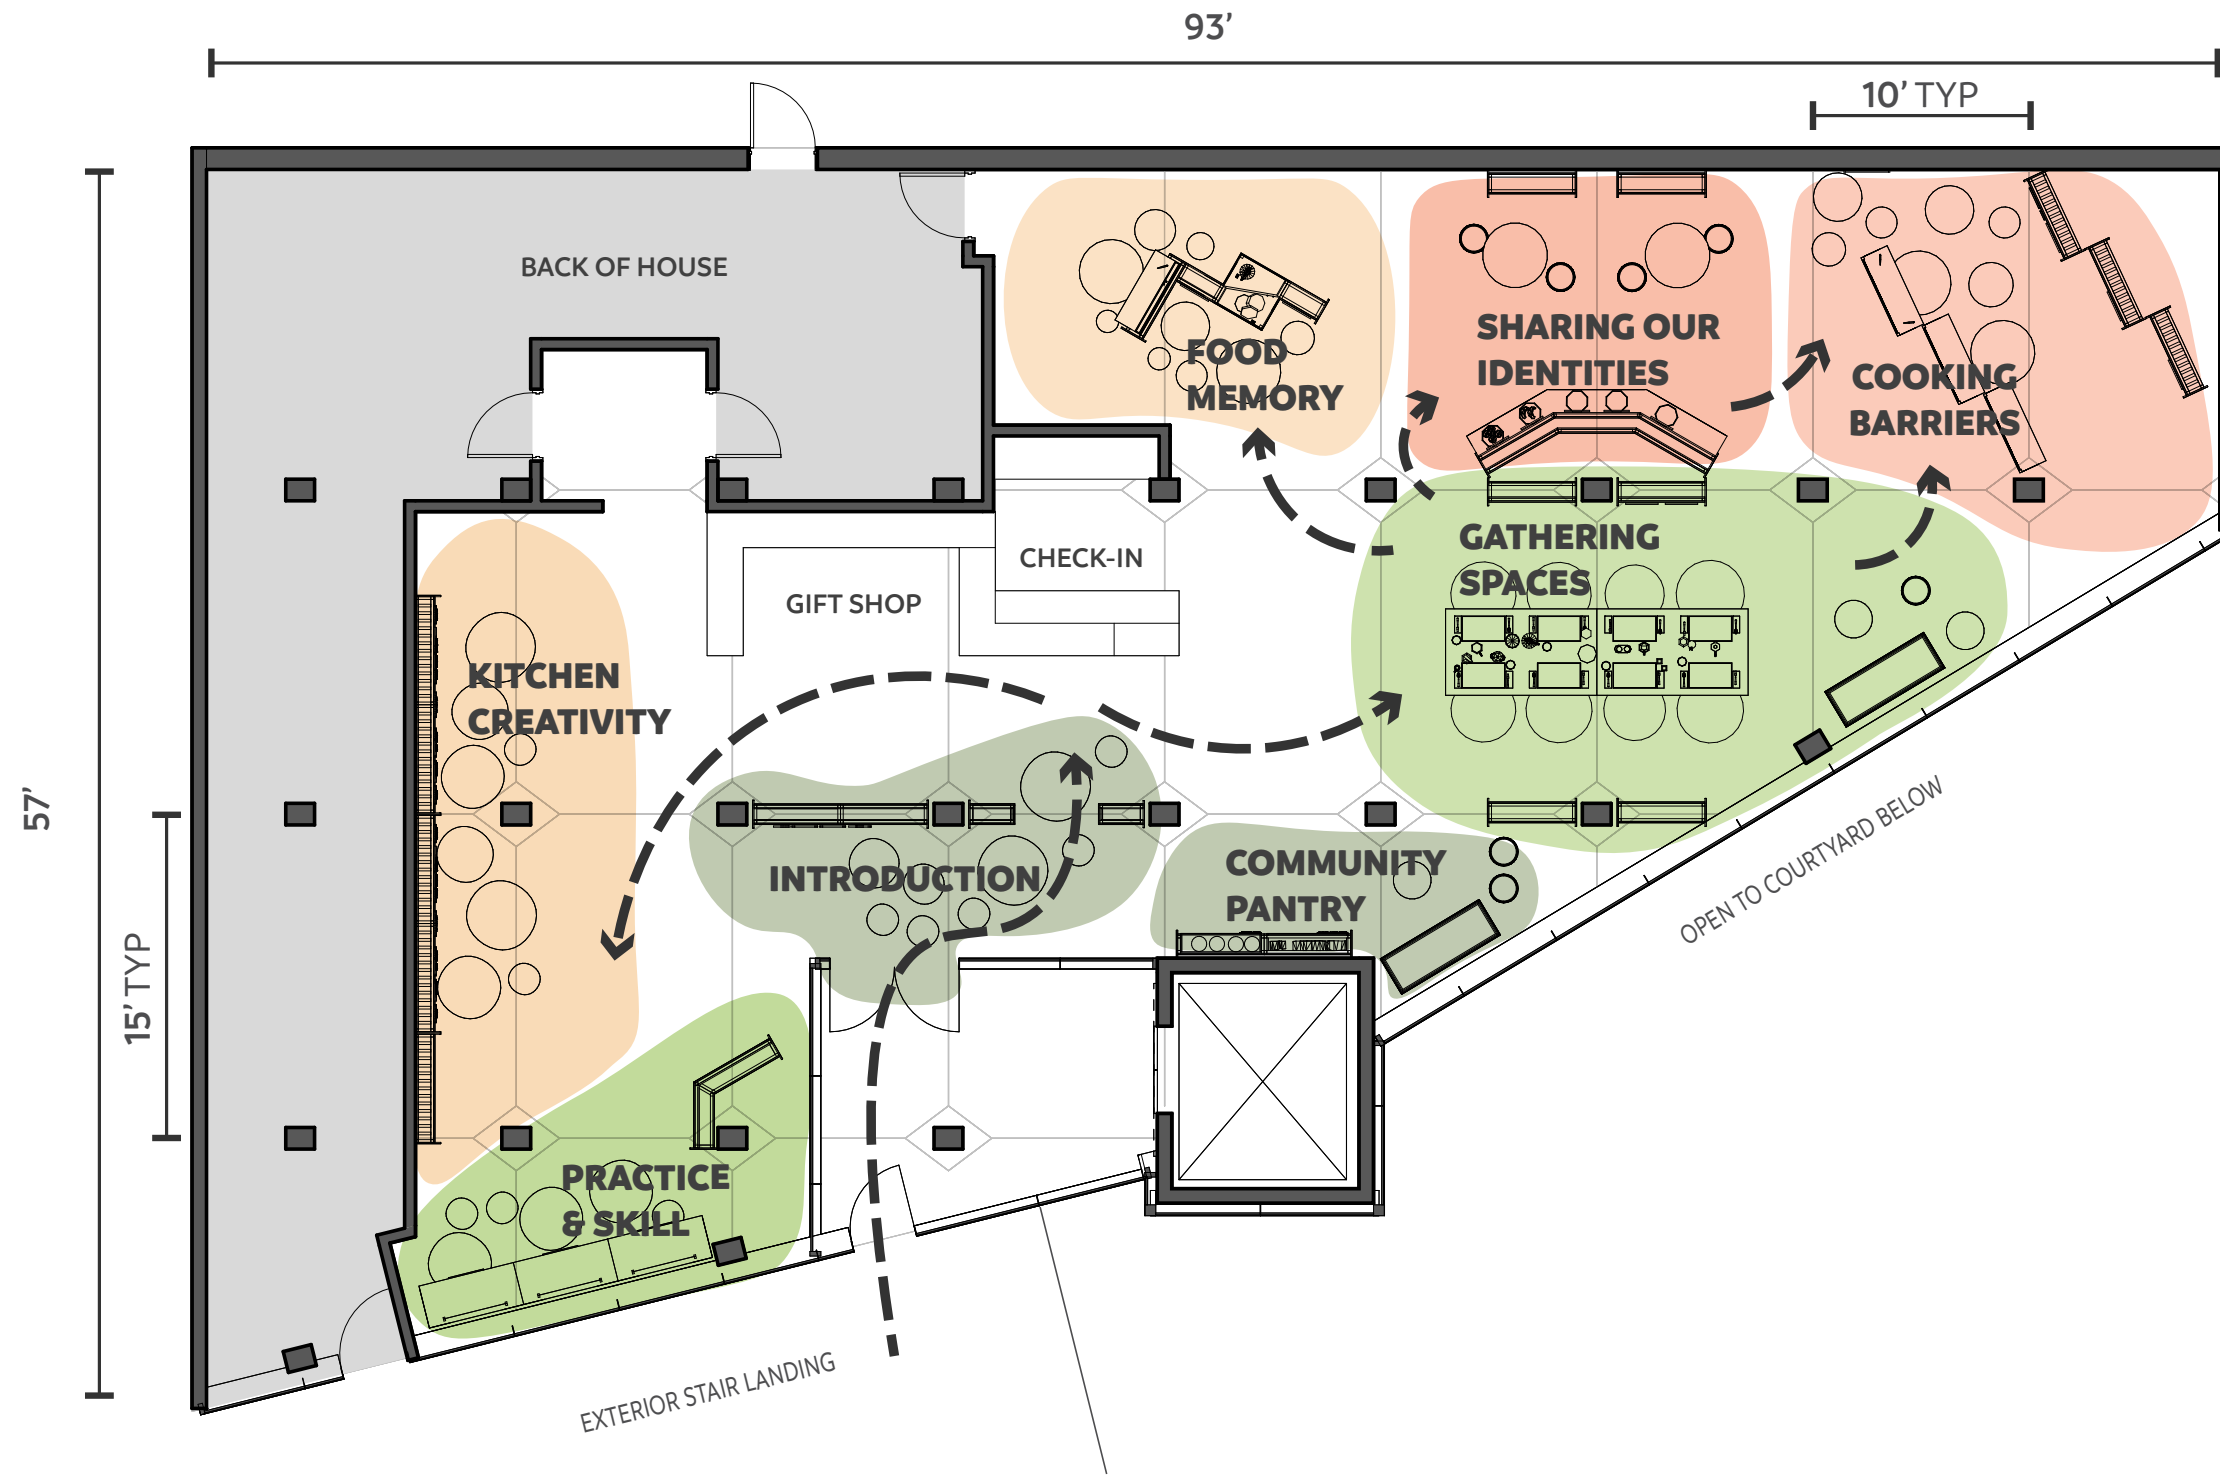 93’
10’ TYP
BACK OF HOUSE
FOOD
MEMORY
SHARING OUR
IDENTITIES
COOKING
BARRIERS
GATHERING
SPACES
CHECK-IN
GIFT SHOP
KITCHEN
CREATIVITY
57’
15’ TYP
INTRODUCTION
COMMUNITY
PANTRY
OPEN TO COURTYARD BELOW
PRACTICE
& SKILL
EXTERIOR STAIR LANDING